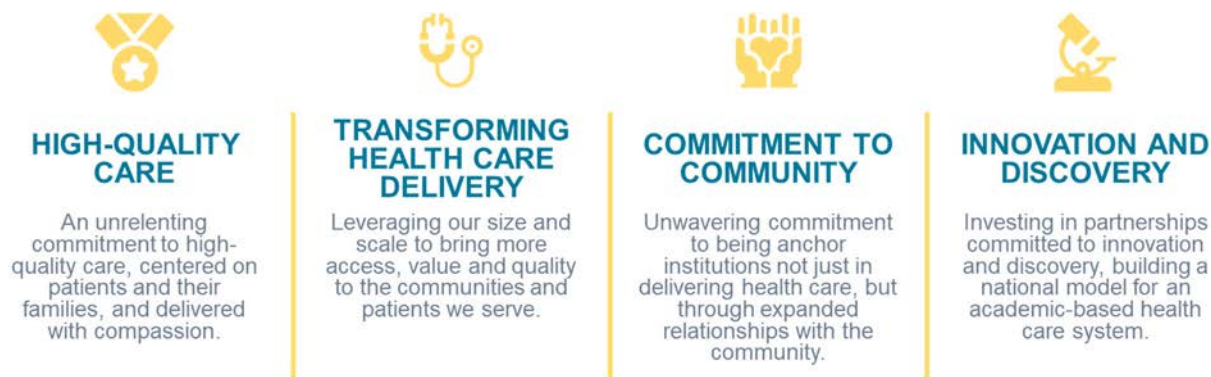 HIGH-QUALITY
CARE
An unrelenting
commitment to high-
quality care, centered on
patients and their
families, and delivered
with compassion.
TRANSFORMING
HEALTH CARE
DELIVERY
Leveraging our size and
scale to bring more
access, value and quality
to the communities and
patients we serve.
COMMITMENT TO
COMMUNITY
Unwavering commitment
to being anchor
institutions not just in
delivering health care, but
through expanded
relationships with the
community.
INNOVATION AND
DISCOVERY
Investing in partnerships
committed to innovation
and discovery, building a
national model for an
academic-based health
care system.